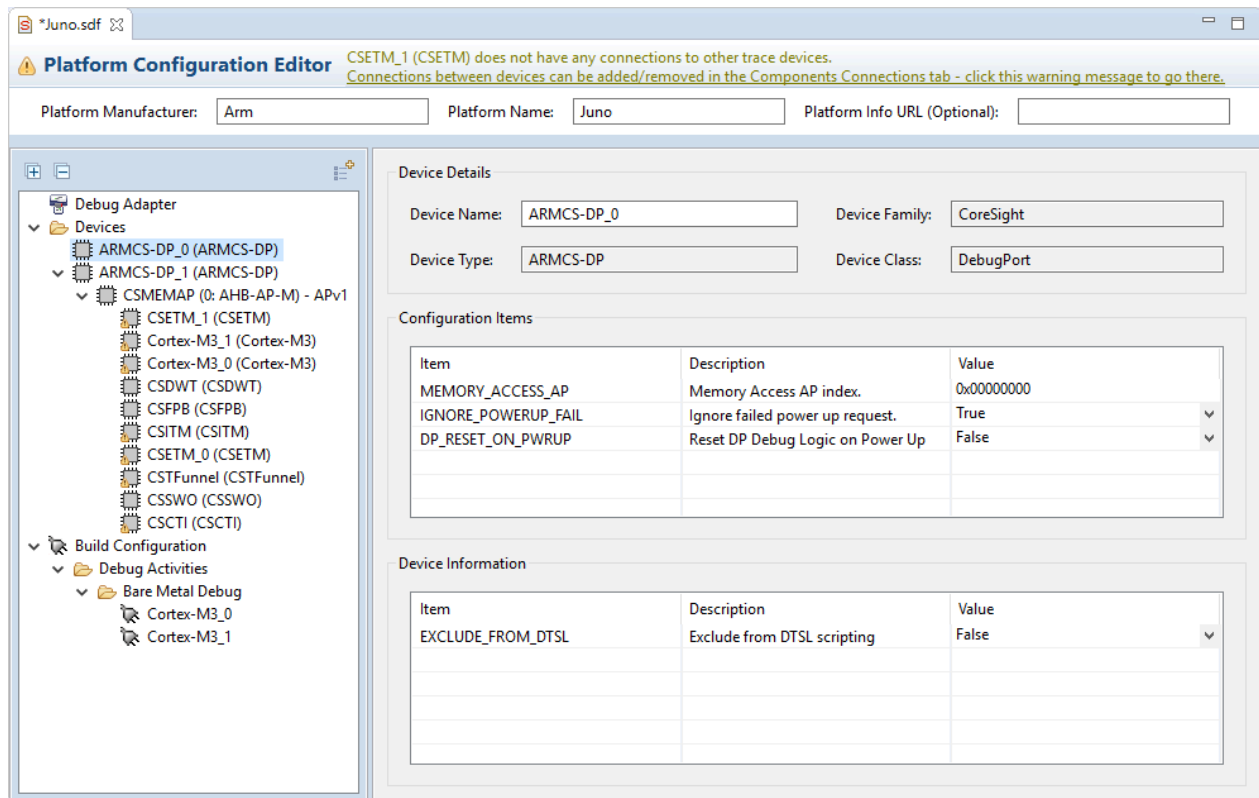 *Juno.sdf
Platform Configuration Editor
CSETM_1 (CSETM) does not have any connections to other trace devices.
Connections between devices can be added/removed in the Components Connections tab - click this warning message to go there.
Platform Manufacturer: Arm Platform Name: Juno Platform Info URL (Optional):
Debug Adapter
Devices
ARMCS-DP_0 (ARMCS-DP)
ARMCS-DP_1 (ARMCS-DP)
CSMEMAP (0: AHB-AP-M) - APv1
CSETM_1 (CSETM)
Cortex-M3_1 (Cortex-M3)
Cortex-M3_0 (Cortex-M3)
CSDWT (CSDWT)
CSFPB (CSFPB)
CSITM (CSITM)
CSETM_0 (CSETM)
CSTFunnel (CSTFunnel)
CSSWO (CSSWO)
CSCTI (CSCTI)
Build Configuration
Debug Activities
Bare Metal Debug
Cortex-M3_0
Cortex-M3_1
Device Details
Device Name: ARMCS-DP_0 Device Family: CoreSight
Device Type: ARMCS-DP Device Class: DebugPort
Configuration Items
Item Description Value
MEMORY_ACCESS_AP Memory Access AP index. 0x00000000
IGNORE_POWERUP_FAIL Ignore failed power up request. True
DP_RESET_ON_PWRUP Reset DP Debug Logic on Power Up False
Device Information
Item Description Value
EXCLUDE_FROM_DTSL Exclude from DTSL scripting False